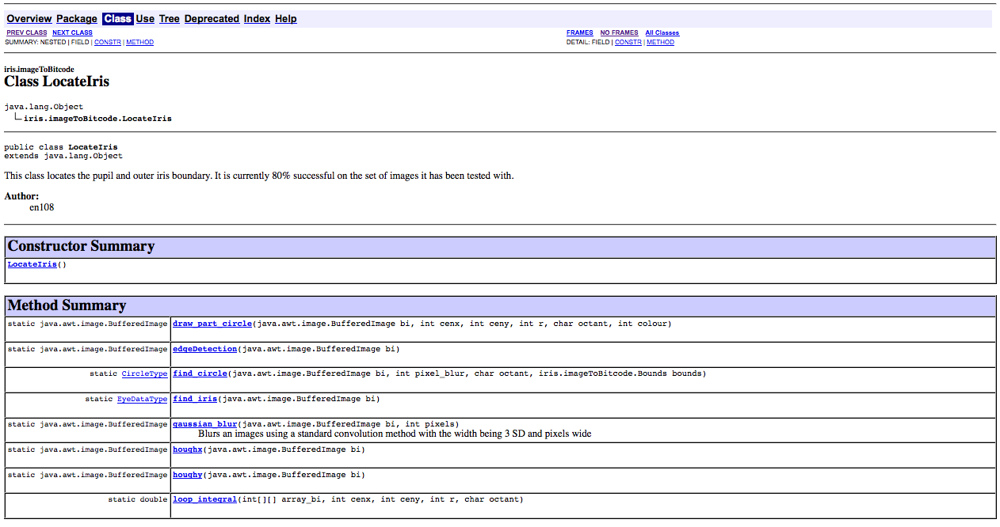 Overview Package Class Use Tree Deprecated Index Help
PREV CLASS NEXT CLASS FRAMES NO FRAMES All Classes
SUMMARY: NESTED | FIELD | CONSTR | METHOD DETAIL: FIELD | CONSTR | METHOD
iris.imageToBitcode
Class LocateIris
java.lang.Object
iris.imageToBitcode.LocateIris
public class LocateIris
extends java.lang.Object
This class locates the pupil and outer iris boundary. It is currently 80% successful on the set of images it has been tested with.
Author:
en108
Constructor Summary
LocateIris()
Method Summary
static java.awt.image.BufferedImage draw_part_circle(java.awt.image.BufferedImage bi, int cenx, int ceny, int r, char octant, int colour)
static java.awt.image.BufferedImage edgeDetection(java.awt.image.BufferedImage bi)
static CircleType find_circle(java.awt.image.BufferedImage bi, int pixel_blur, char octant, iris.imageToBitcode.Bounds bounds)
static EyeDataType find_iris(java.awt.image.BufferedImage bi)
static java.awt.image.BufferedImage gaussian_blur(java.awt.image.BufferedImage bi, int pixels)
Blurs an images using a standard convolution method with the width being 3 SD and pixels wide
static java.awt.image.BufferedImage houghx(java.awt.image.BufferedImage bi)
static java.awt.image.BufferedImage houghy(java.awt.image.BufferedImage bi)
static double loop_integral(int[][] array_bi, int cenx, int ceny, int r, char octant)